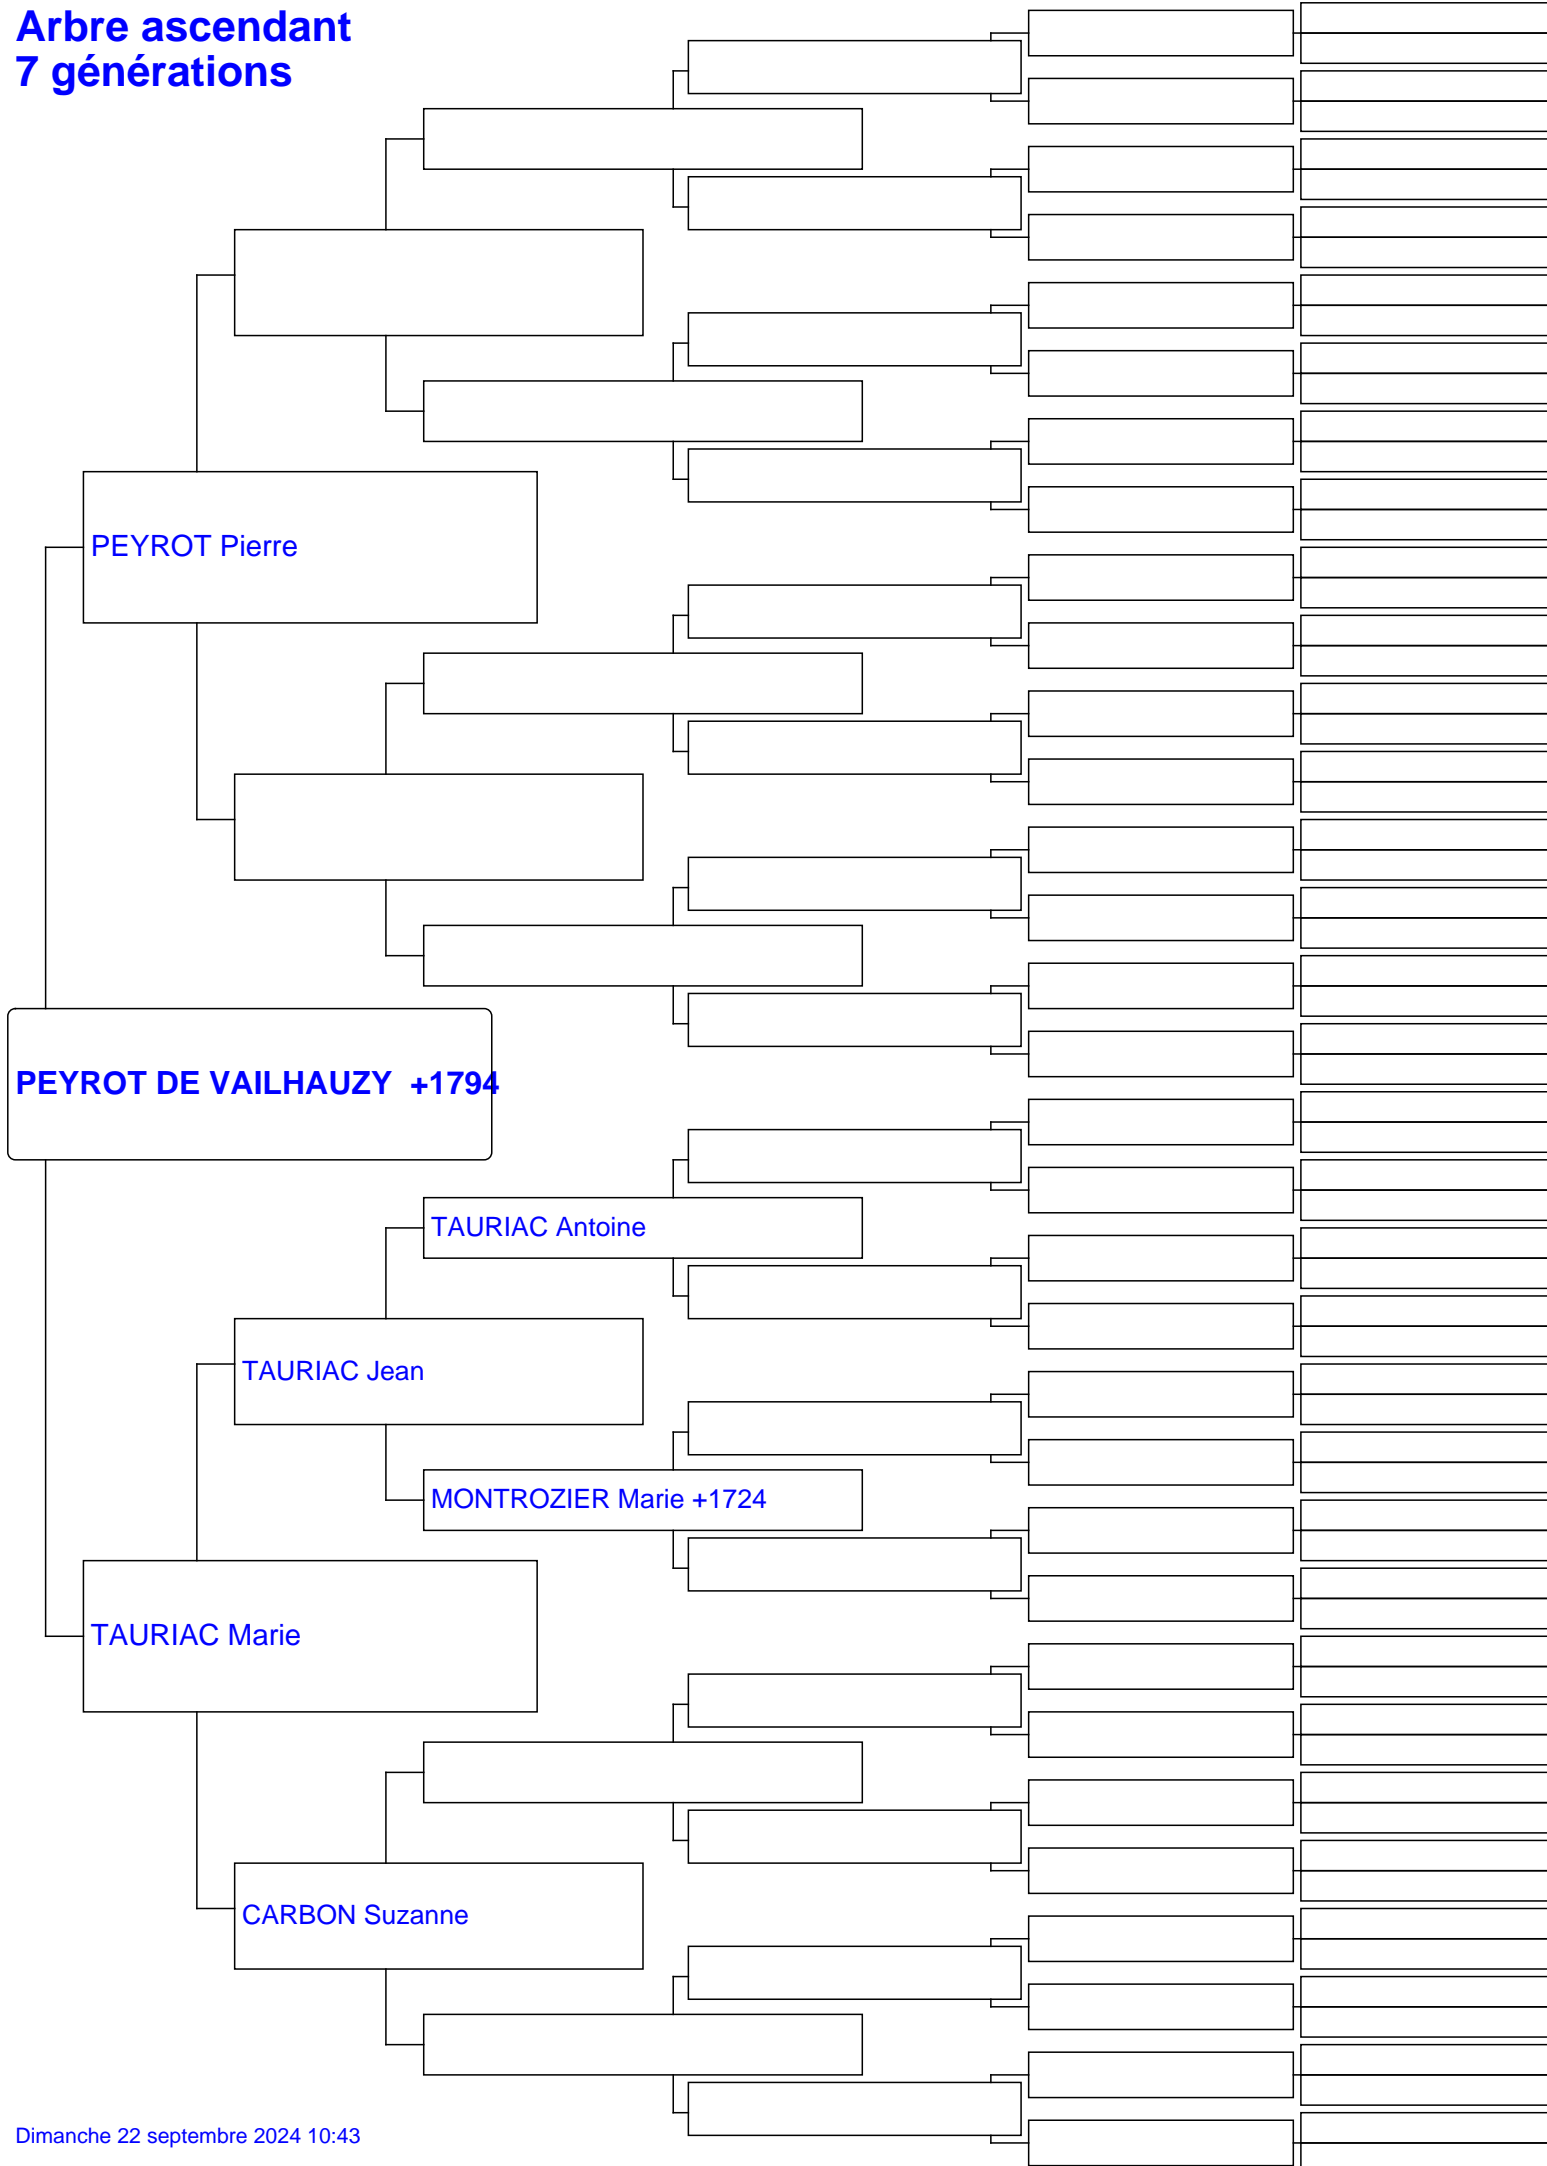 Arbre ascendant
7 générations
PEYROT Pierre
PEYROT DE VAILHAUZY  +1794
TAURIAC Antoine
TAURIAC Jean
MONTROZIER Marie +1724
TAURIAC Marie
CARBON Suzanne
Dimanche 22 septembre 2024 10:43